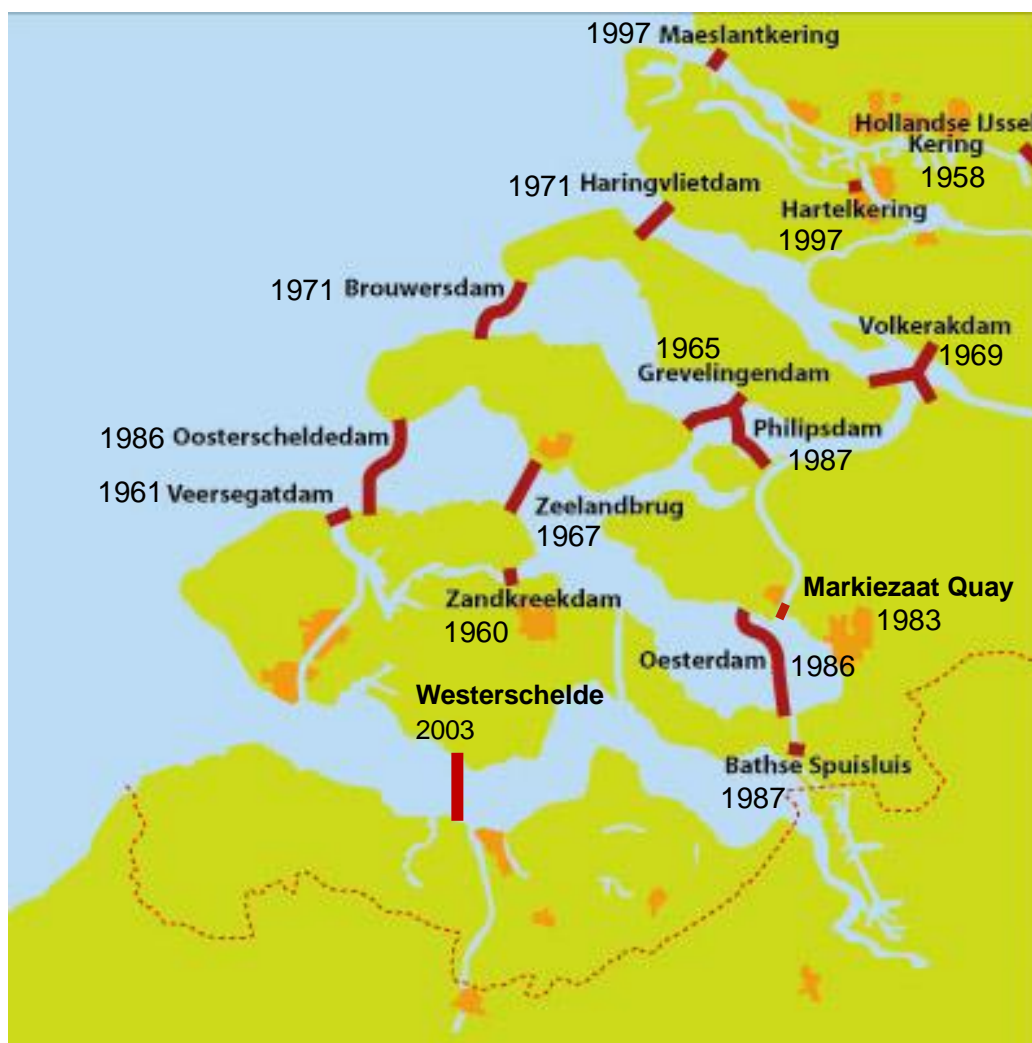 1997 Maeslantkering
Hollandse IJssel
Kering
1958
1971 Haringvlietdam
Hartelkering
1997
1971 Brouwersdam
Volkerakdam
1969
1965
Grevelingendam
Philipsdam
1987
1986 Oosterscheldedam
1961 Veersegatdam
Zeelandbrug
1967
Zandkreekdam
1960
Markiezaat Quay
1983
Oesterdam 1986
Westerschelde
2003
Bathse Spuisluis
1987